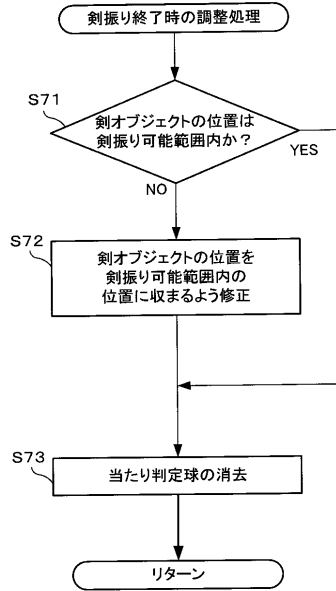 剣振り終了時の調整処理
S71
剣オブジェクトの位置は
剣振り可能範囲内か?
YES
NO
S72
剣オブジェクトの位置を
剣振り可能範囲内の
位置に収まるよう修正
S73
当たり判定球の消去
リターン